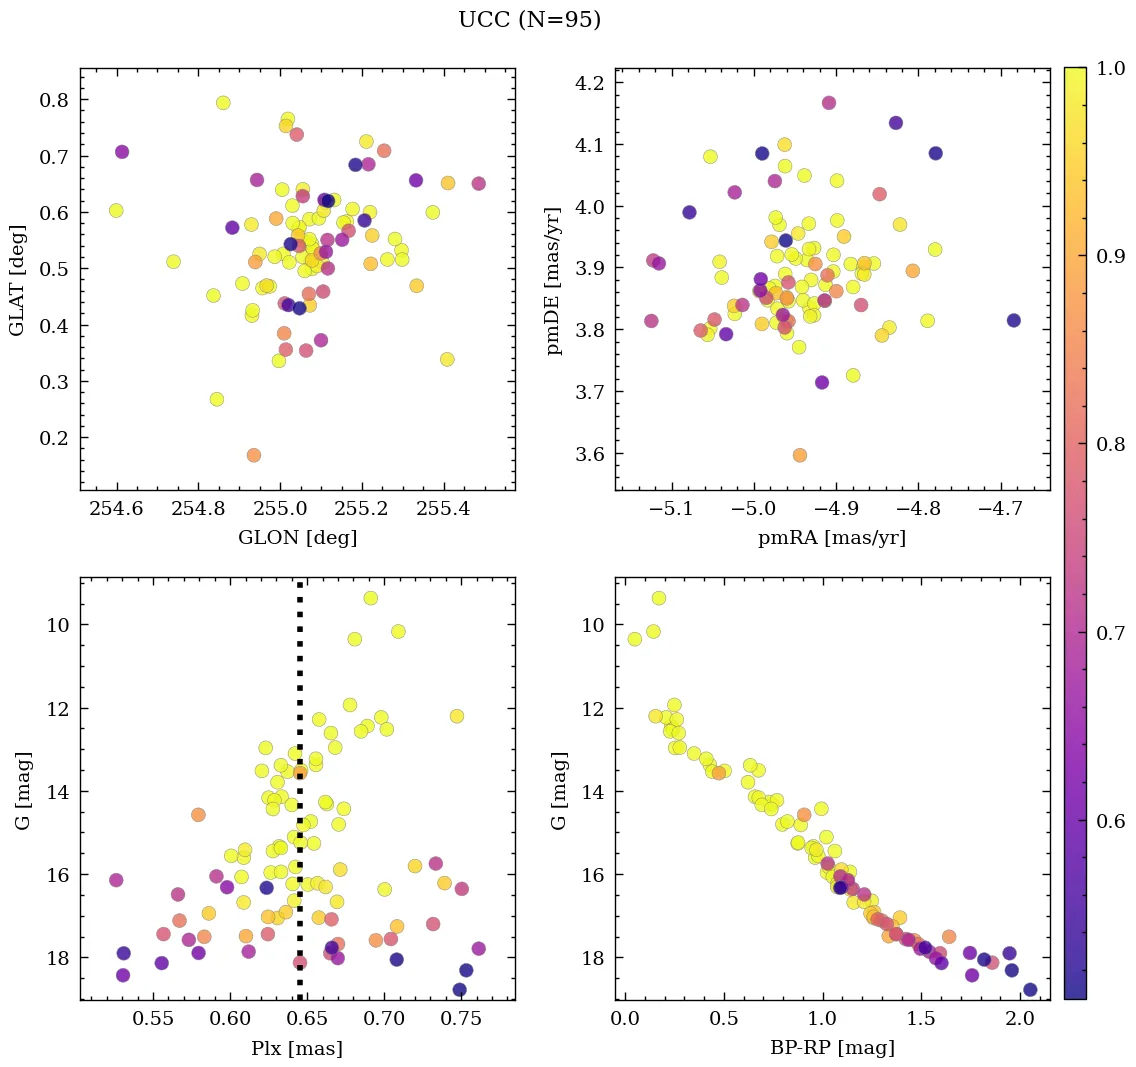 UCC (N=95)
0.8
0.7
0.6
0.5
0.4
0.3
0.2
GLAT [deg]
254.6 254.8 255.0 255.2 255.4
GLON [deg]
4.2
4.1
4.0
3.9
3.8
3.7
3.6
pmDE [mas/yr]
−5.1 −5.0 −4.9 −4.8 −4.7
pmRA [mas/yr]
1.0
0.9
0.8
0.7
0.6
10
12
14
16
18
G [mag]
0.55 0.60 0.65 0.70 0.75
Plx [mas]
10
12
14
16
18
G [mag]
0.0 0.5 1.0 1.5 2.0
BP-RP [mag]